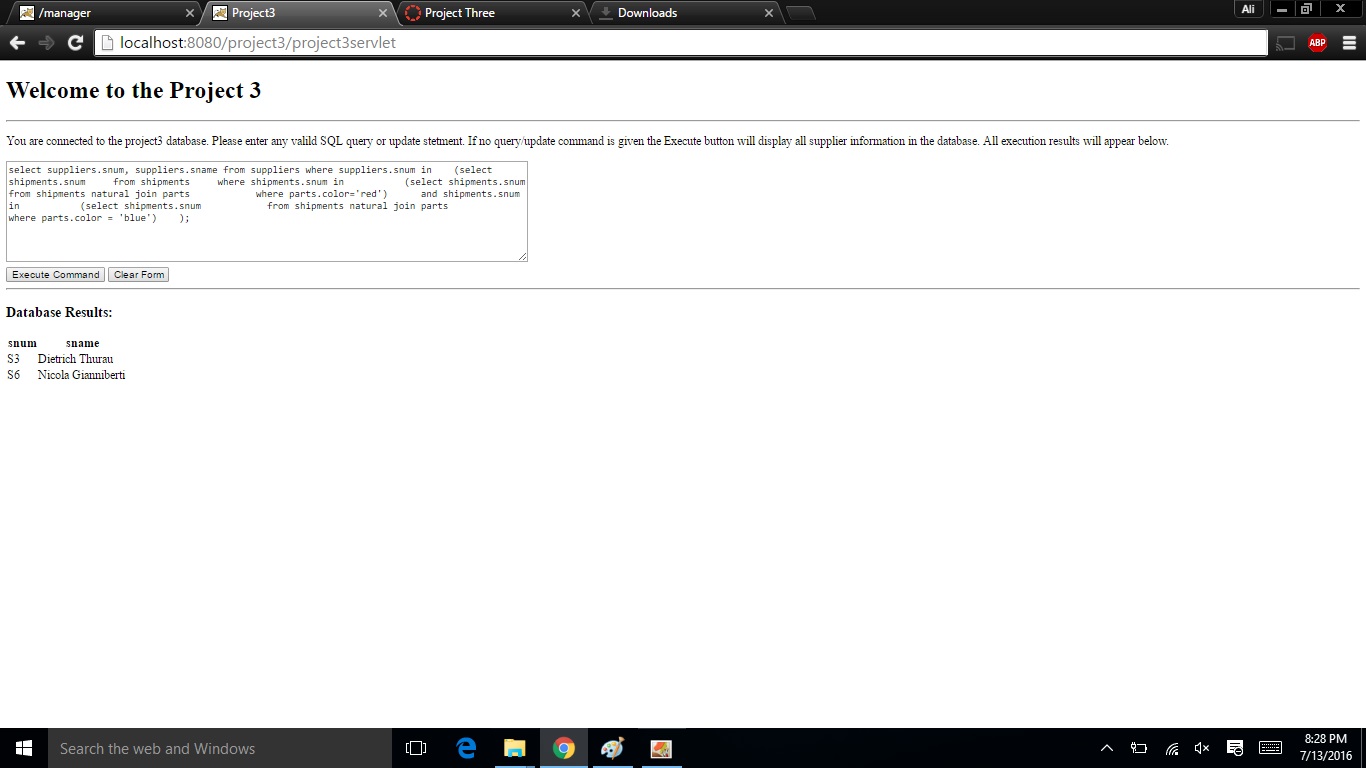 /manager
Project3
Project Three
Downloads
Ali
localhost:8080/project3/project3servlet
ABP
Welcome to the Project 3
You are connected to the project3 database. Please enter any valild SQL query or update stetment. If no query/update command is given the Execute button will display all supplier information in the database. All execution results will appear below.
select suppliers.snum, suppliers.sname from suppliers where suppliers.snum in (select
shipments.snum from shipments where shipments.snum in (select shipments.snum
from shipments natural join parts where parts.color='red') and shipments.snum
in (select shipments.snum from shipments natural join parts
where parts.color = 'blue') );
Execute Command Clear Form
Database Results:
snum sname
S3 Dietrich Thurau
S6 Nicola Gianniberti
Search the web and Windows
8:28 PM
7/13/2016